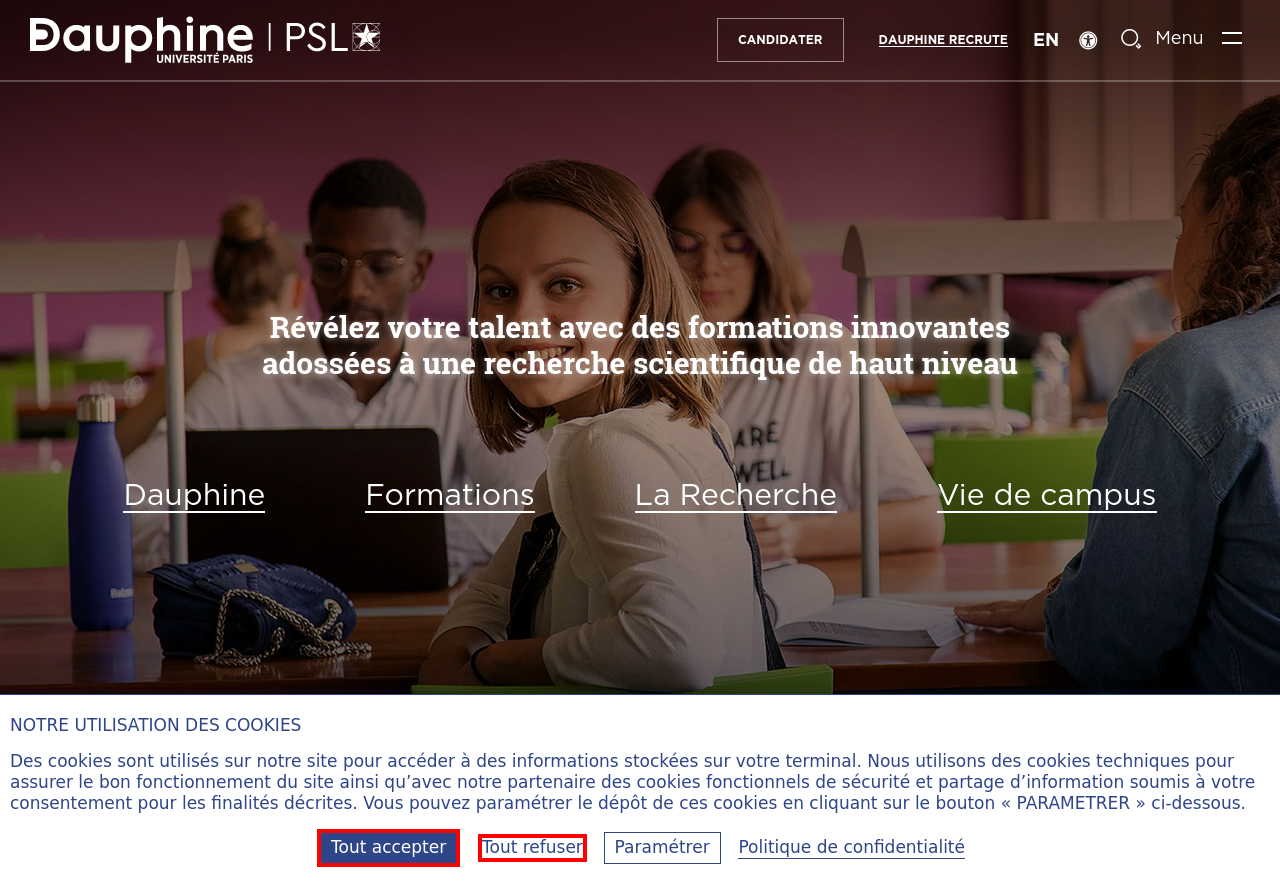 Dauphine | PSL
UNIVERSITÉ PARIS
CANDIDATER
DAUPHINE RECRUTE
EN
Menu
Révélez votre talent avec des formations innovantes
adossées à une recherche scientifique de haut niveau
Dauphine
Formations
La Recherche
Vie de campus
NOTRE UTILISATION DES COOKIES
Des cookies sont utilisés sur notre site pour accéder à des informations stockées sur votre terminal. Nous utilisons des cookies techniques pour
assurer le bon fonctionnement du site ainsi qu’avec notre partenaire des cookies fonctionnels de sécurité et partage d’information soumis à votre
consentement pour les finalités décrites. Vous pouvez paramétrer le dépôt de ces cookies en cliquant sur le bouton « PARAMETRER » ci-dessous.
Tout accepter
Tout refuser
Paramétrer
Politique de confidentialité